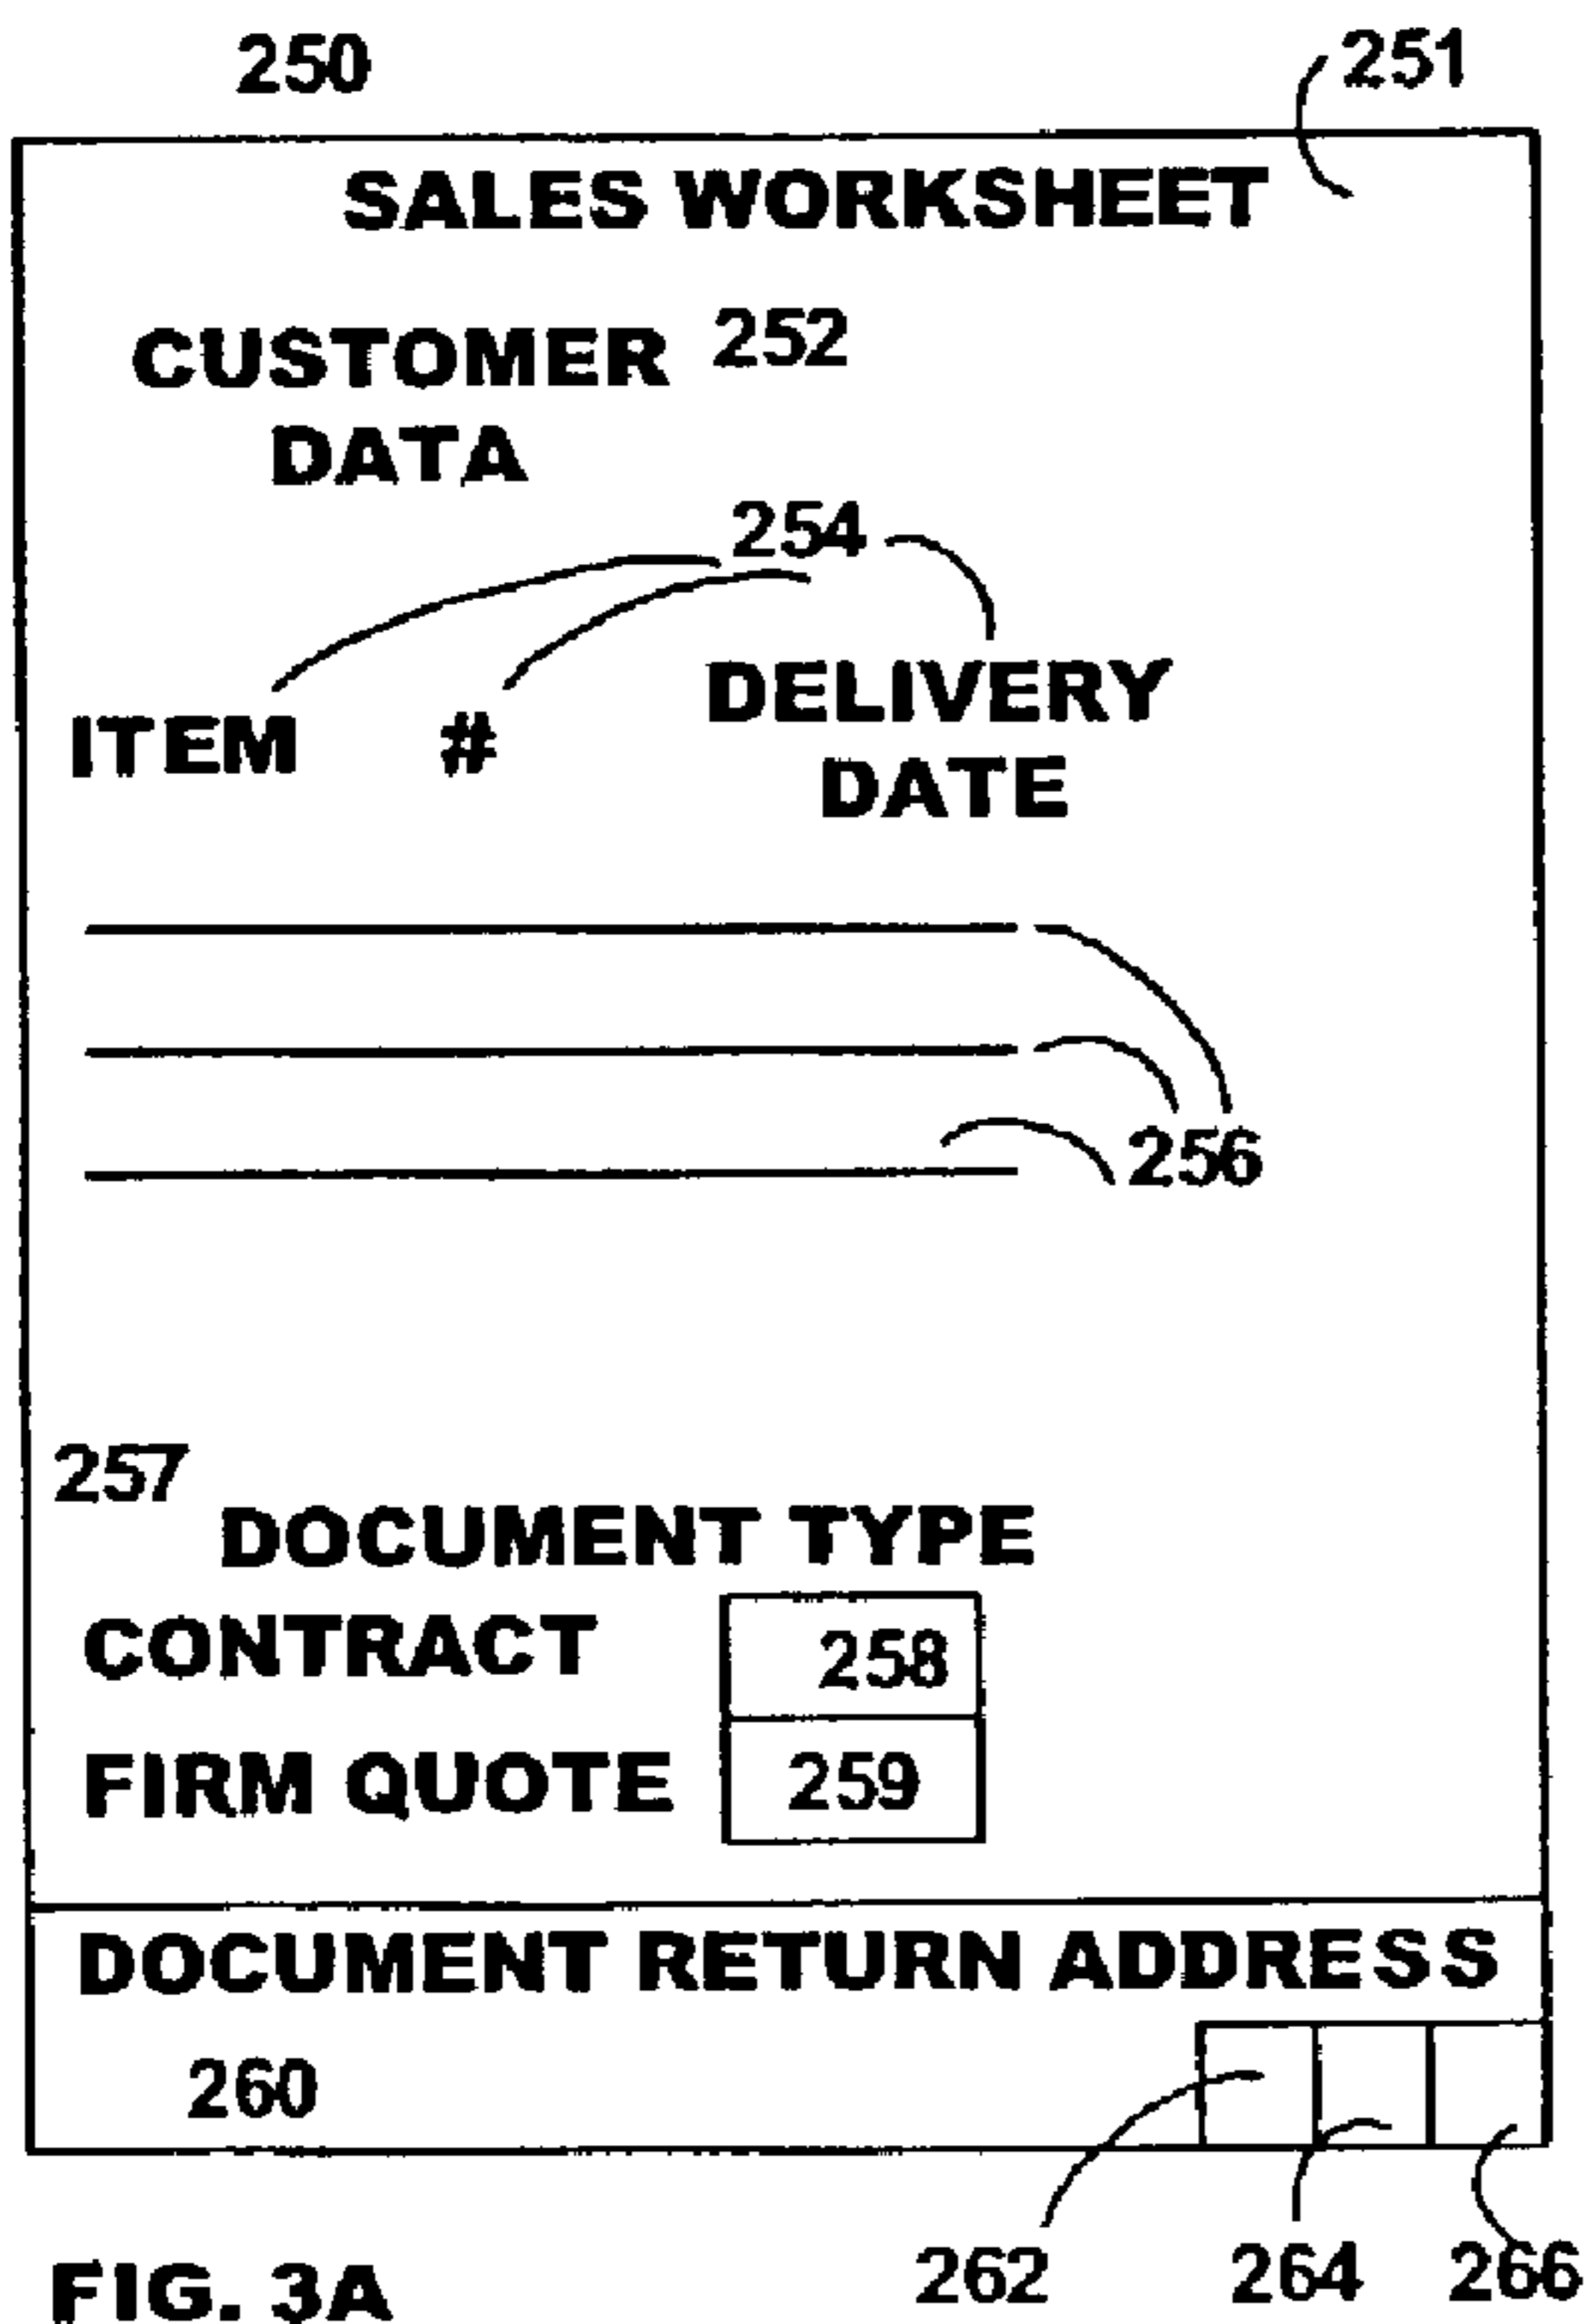 250 251
SALES WORKSHEET
CUSTOMER 252
DATA
254
ITEM # DELIVERY
DATE
256
257
DOCUMENT TYPE
CONTRACT 258
FIRM QUOTE 259
DOCUMENT RETURN ADDRESS
260
262 264 266
FIG. 3A